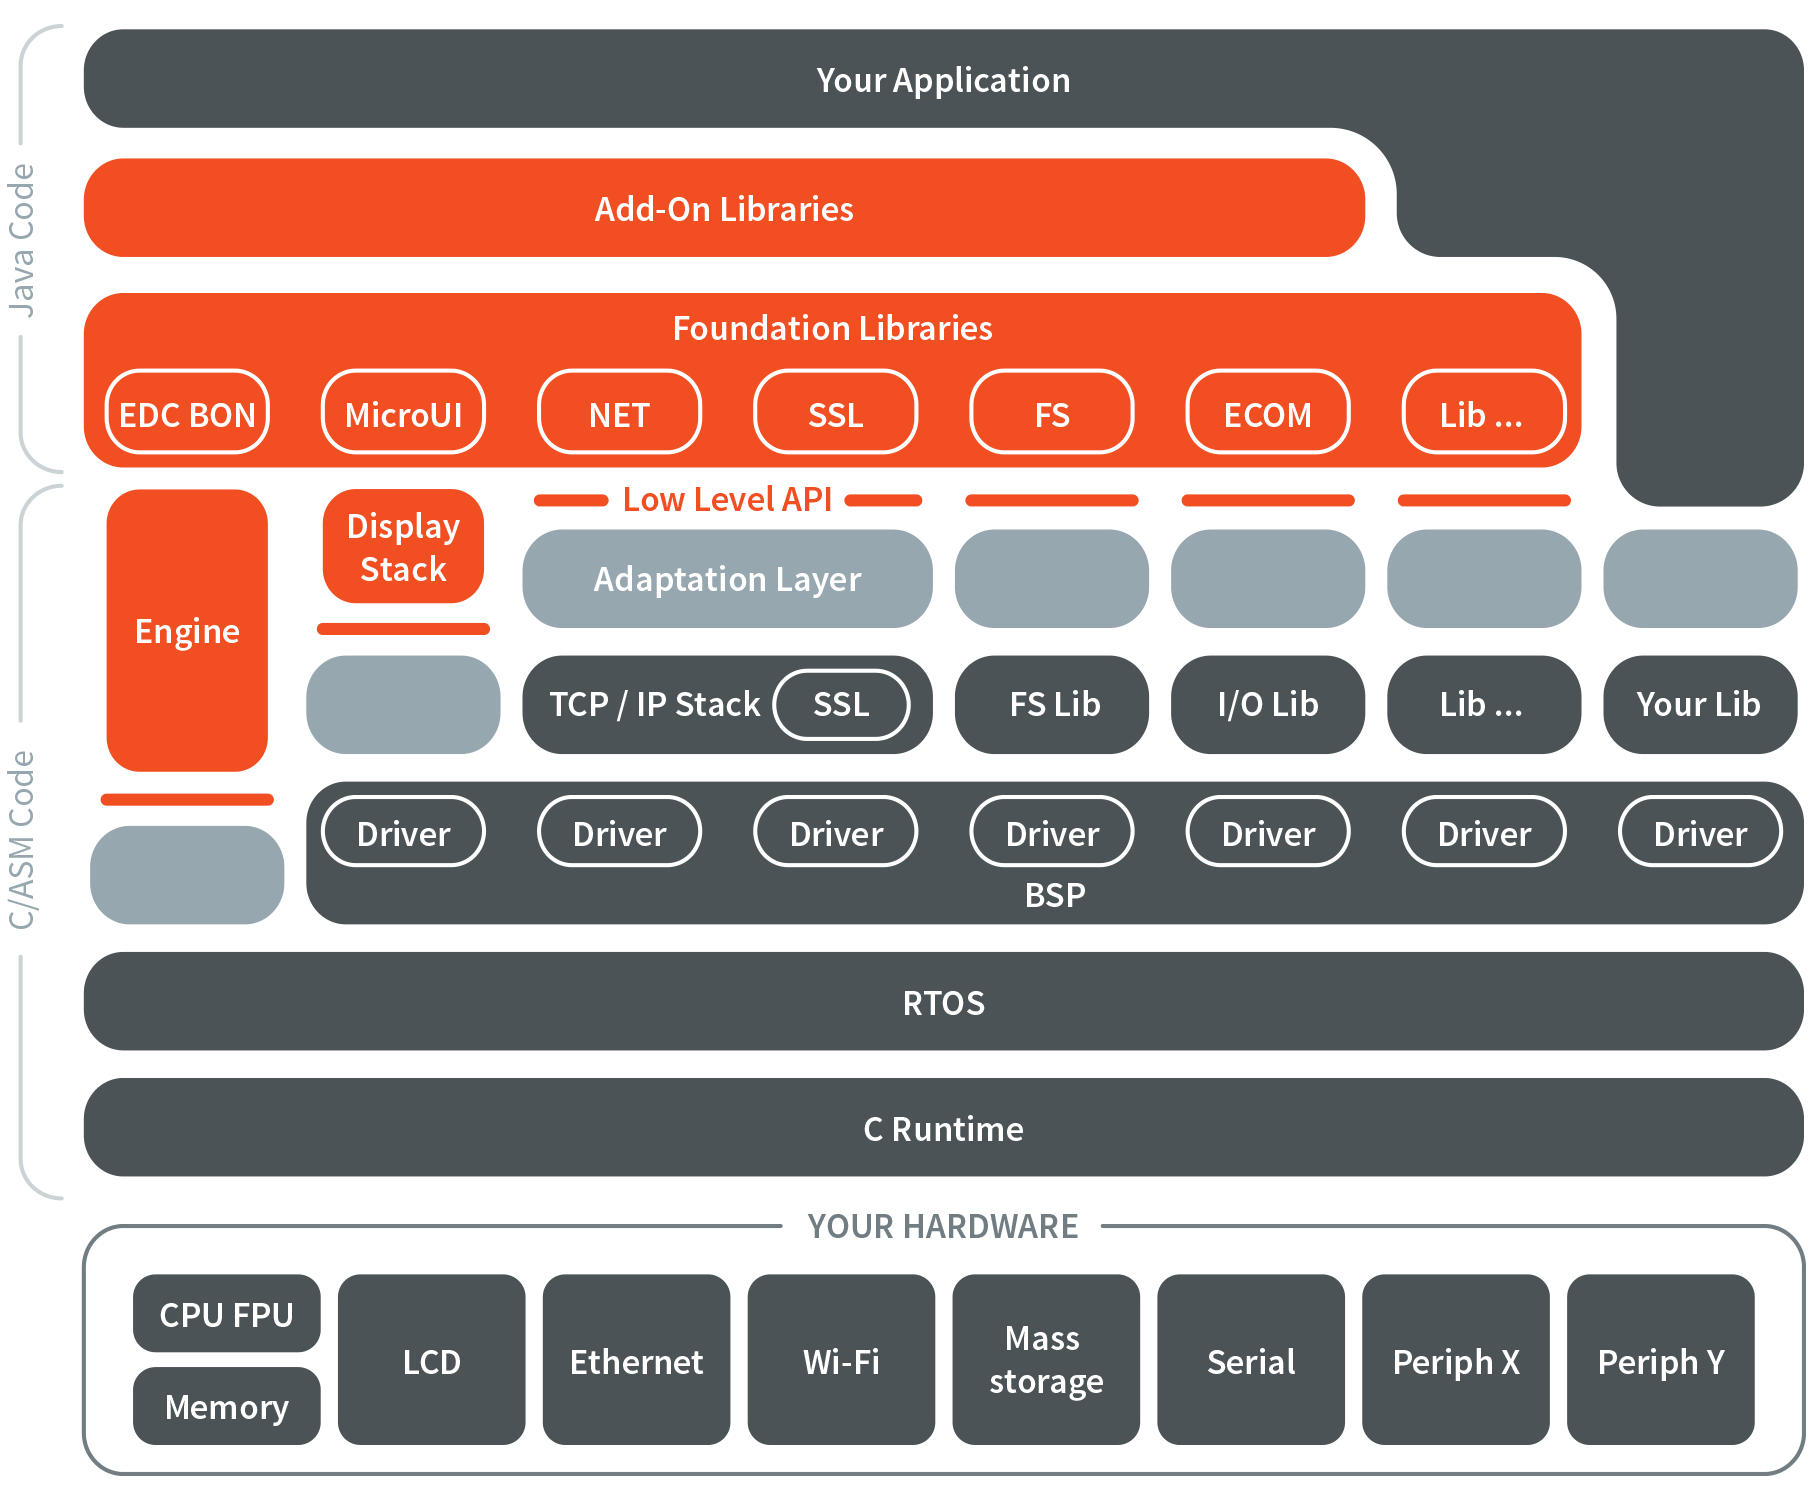 Java Code
Your Application
Add-On Libraries
Foundation Libraries
EDC BON
MicroUI
NET
SSL
FS
ECOM
Lib ...
C/ASM Code
Engine
Display
Stack
Low Level API
Adaptation Layer
TCP / IP Stack
SSL
FS Lib
I/O Lib
Lib ...
Your Lib
Driver
Driver
Driver
Driver
Driver
Driver
Driver
BSP
RTOS
C Runtime
YOUR HARDWARE
CPU FPU
Memory
LCD
Ethernet
Wi-Fi
Mass
storage
Serial
Periph X
Periph Y